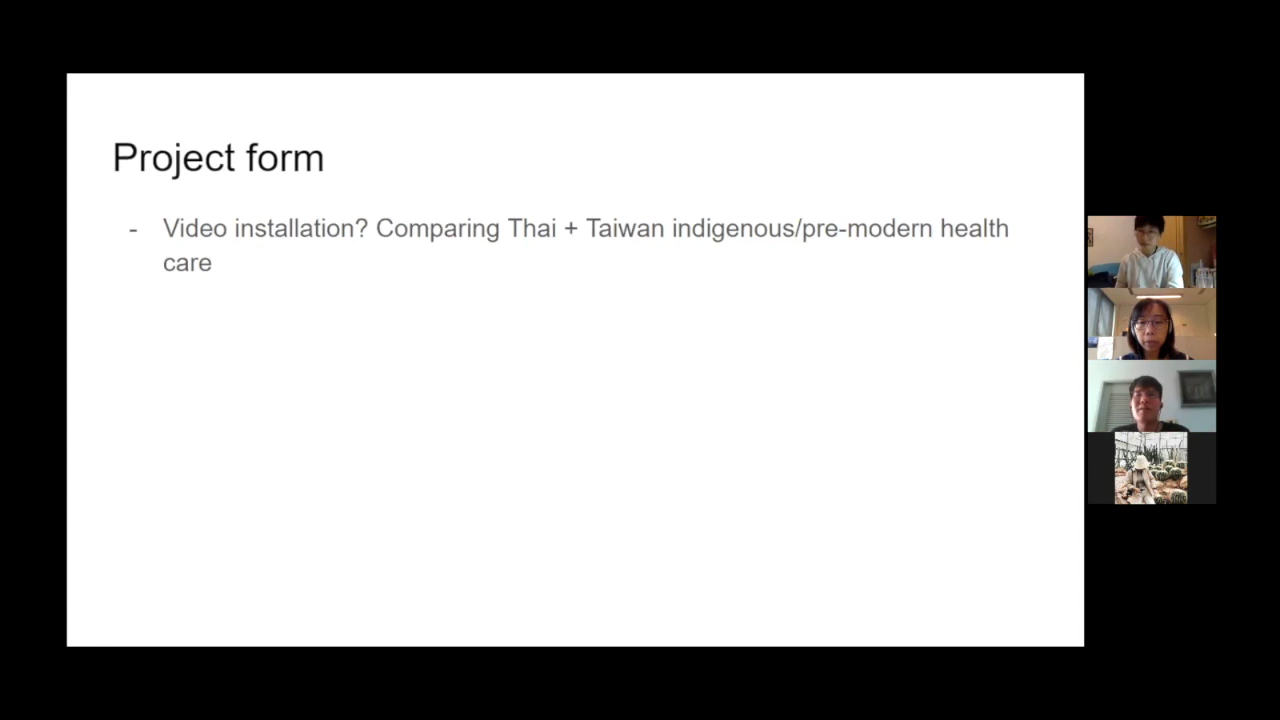 Project form
- Video installation? Comparing Thai + Taiwan indigenous/pre-modern health
care